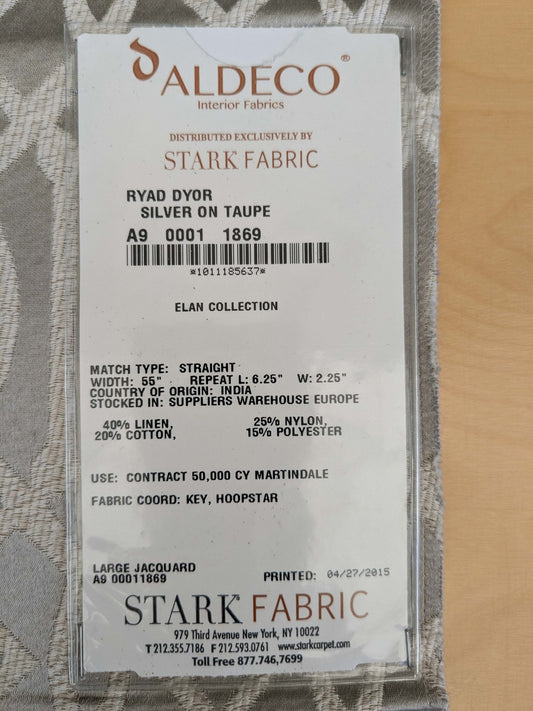 ALDECO®
Interior Fabrics
DISTRIBUTED EXCLUSIVELY BY
STARK FABRIC
RYAD DYOR
SILVER ON TAUPE
A9 0001 1869
*1011185637*
ELAN COLLECTION
MATCH TYPE: STRAIGHT
WIDTH: 55" REPEAT L: 6.25" W: 2.25"
COUNTRY OF ORIGIN: INDIA
STOCKED IN: SUPPLIERS WAREHOUSE EUROPE
40% LINEN, 25% NYLON,
20% COTTON, 15% POLYESTER
USE: CONTRACT 50,000 CY MARTINDALE
FABRIC COORD: KEY, HOOPSTAR
LARGE JACQUARD
A9 00011869 PRINTED: 04/27/2015
STARK FABRIC
979 Third Avenue New York, NY 10022
T 212.355.7186 F 212.593.0761 www.starkcarpet.com
Toll Free 877.746.7699